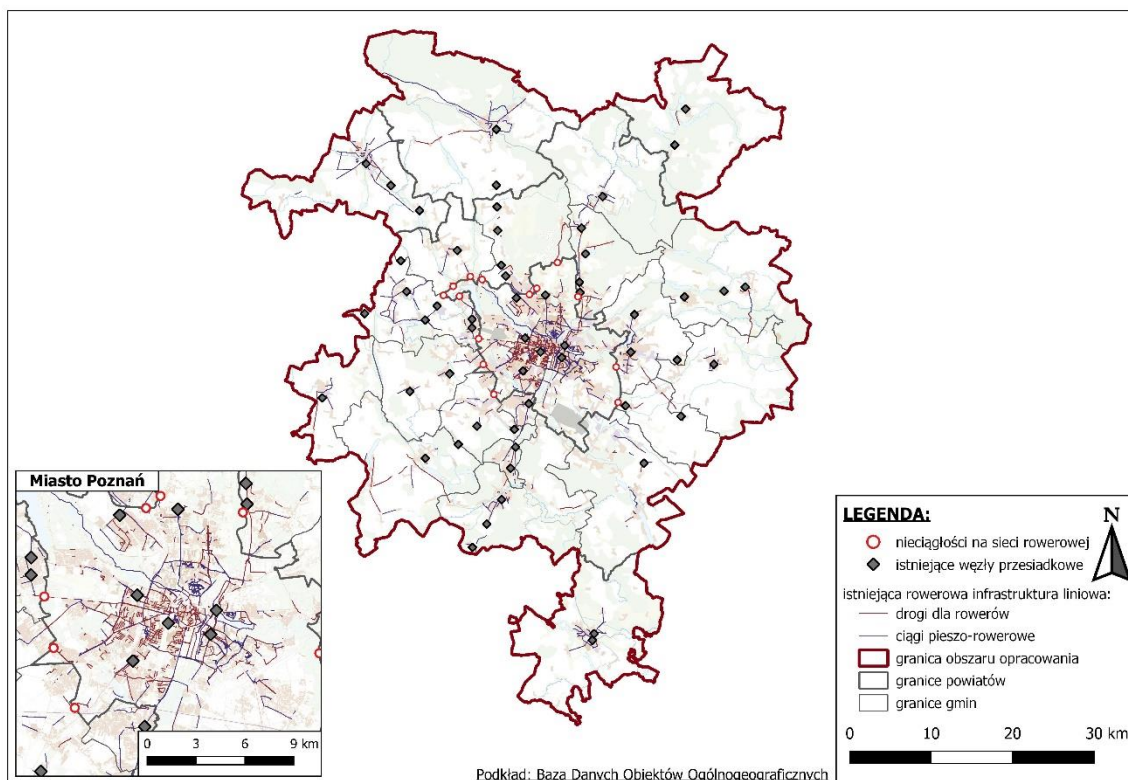 Miasto Poznań
0 3 6 9 km
LEGENDA:
N
nieciągłości na sieci rowerowej
istniejące węzły przesiadkowe
istniejąca rowerowa infrastruktura liniowa:
drogi dla rowerów
ciągi pieszo-rowerowe
granica obszaru opracowania
granice powiatów
granice gmin
0 10 20 30 km
Podkład: Baza Danych Obiektów Ogólnogeograficznych